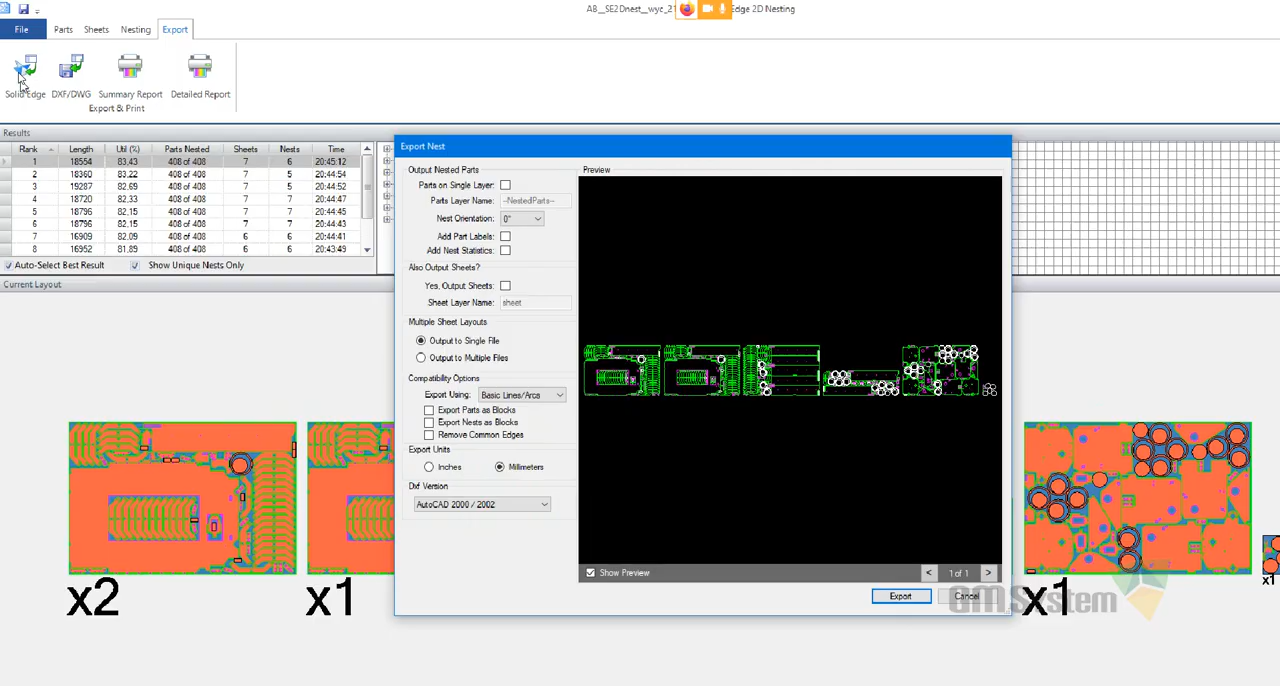 AB__SE2Dnest__wyc_21 Edge 2D Nesting
File Parts Sheets Nesting Export
Solid Edge DXF/DWG Summary Report Detailed Report
Export & Print
Results
Rank Length Util (%) Parts Nested Sheets Nests Time
1 18554 83,43 408 of 408 7 6 20:45:12
2 18360 83,22 408 of 408 7 5 20:44:54
3 19287 82,69 408 of 408 7 6 20:44:52
4 18720 82,33 408 of 408 7 6 20:44:47
5 18796 82,15 408 of 408 7 7 20:44:45
6 18796 82,15 408 of 408 7 7 20:44:43
7 16909 82,09 408 of 408 6 6 20:44:41
8 16952 81,89 408 of 408 6 6 20:43:49
Auto-Select Best Result Show Unique Nests Only
Current Layout
Export Nest
Output Nested Parts
Parts on Single Layer:
Parts Layer Name: --NestedParts--
Nest Orientation: 0°
Add Part Labels:
Add Nest Statistics:
Also Output Sheets?
Yes, Output Sheets:
Sheet Layer Name: sheet
Multiple Sheet Layouts
Output to Single File
Output to Multiple Files
Compatibility Options
Export Using: Basic Lines/Arcs
Export Parts as Blocks
Export Nests as Blocks
Remove Common Edges
Export Units
Inches Millimeters
Dxf Version
AutoCAD 2000 / 2002
Preview
Show Preview < 1 of 1 >
Export Cancel
x2 x1 x1 x1
GMSystem